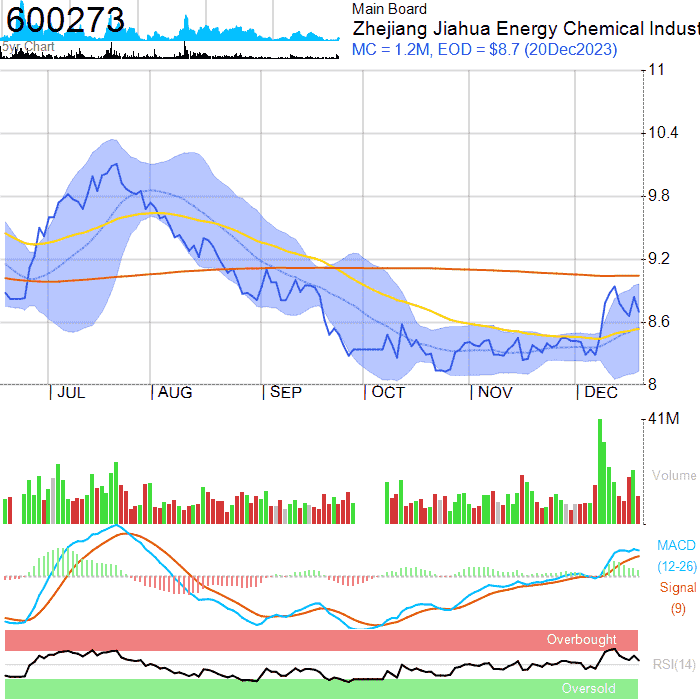 600273
5yr Chart
Main Board
Zhejiang Jiahua Energy Chemical Indust
MC = 1.2M, EOD = $8.7 (20Dec2023)
11
10.4
9.8
9.2
8.6
8
JUL AUG SEP OCT NOV DEC
41M
Volume
MACD
(12-26)
Signal
(9)
Overbought
RSI(14)
Oversold